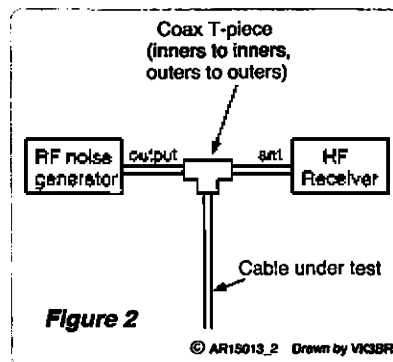 Coax T-piece
(inners to inners,
outers to outers)
RF noise
generator
output
ant
HF
Receiver
Cable under test
Figure 2
© AR15013_2 Drawn by VK3BR